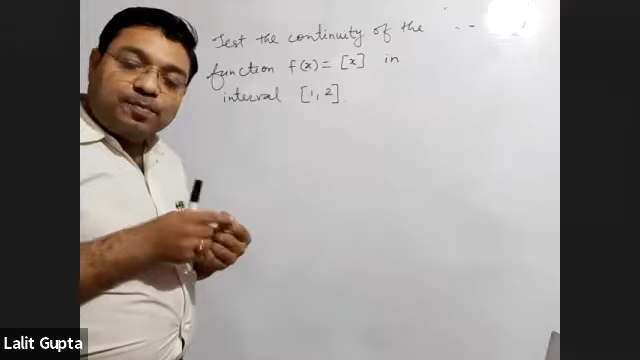 Test the continuity of the
function f(x) = [x] in
interval [1, 2].
Lalit Gupta